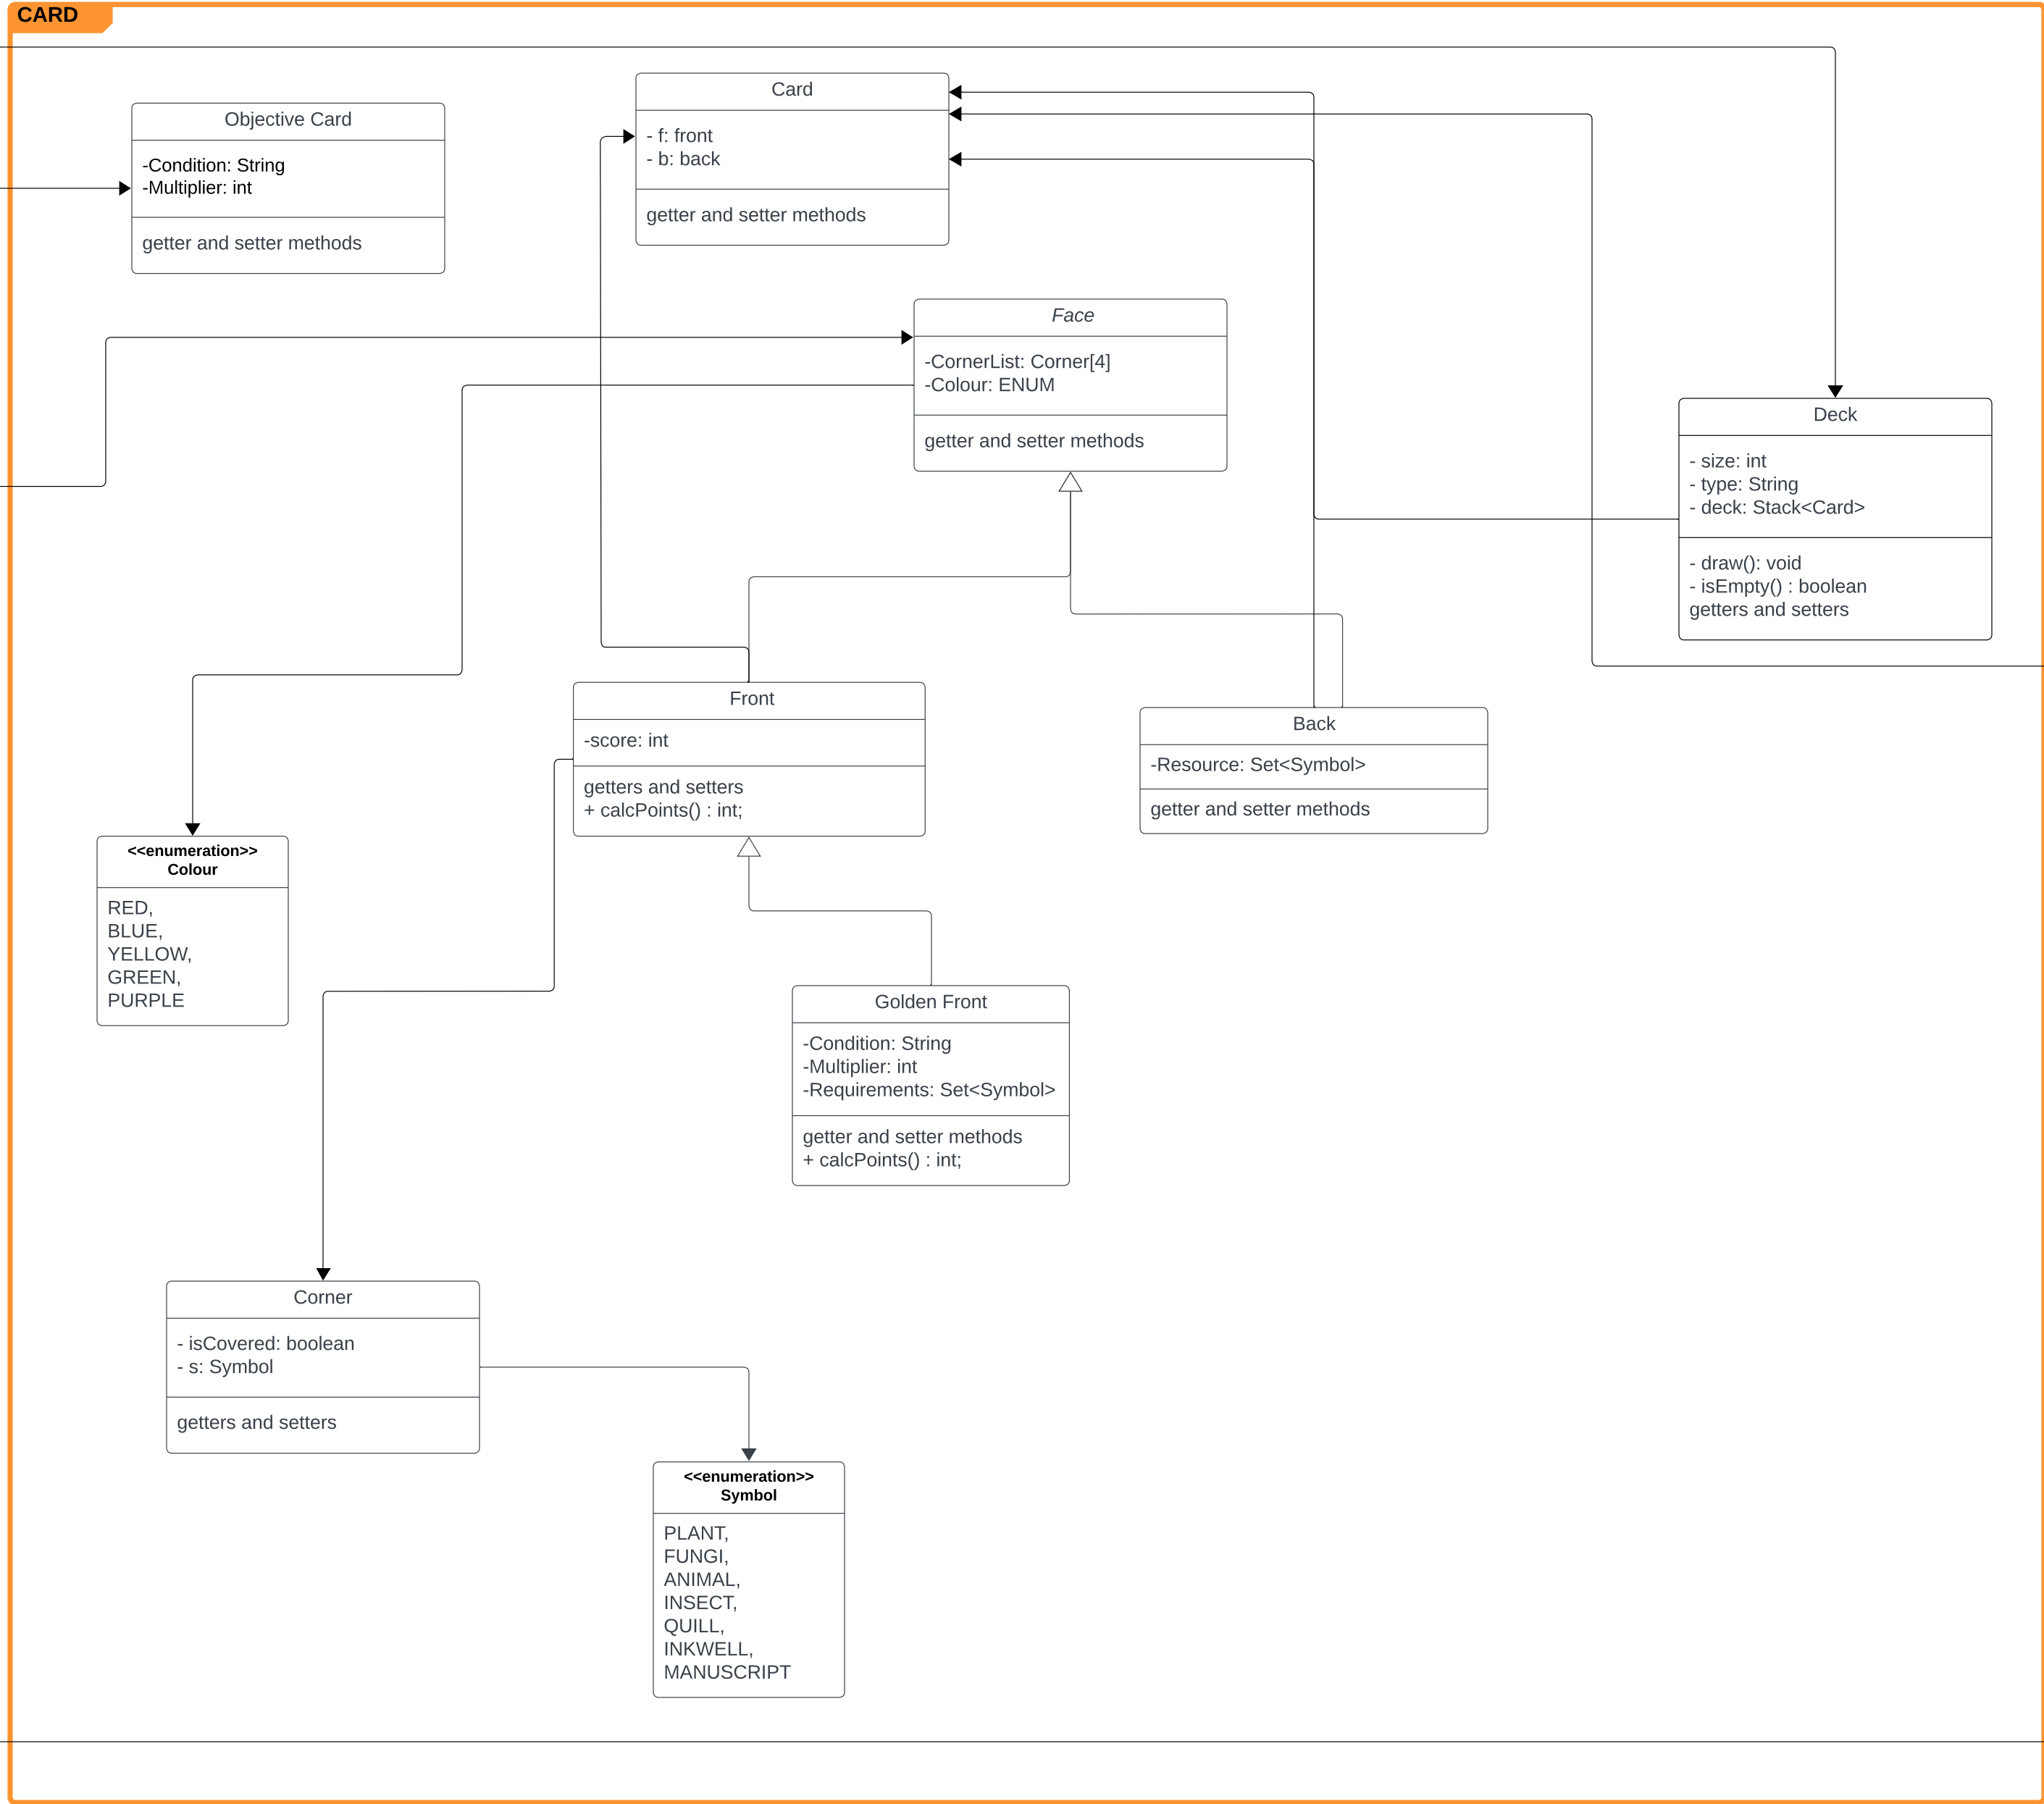 CARD
Objective Card
-Condition: String
-Multiplier: int
getter and setter methods
Card
- f: front
- b: back
getter and setter methods
Face
-CornerList: Corner[4]
-Colour: ENUM
getter and setter methods
Deck
- size: int
- type: String
- deck: Stack<Card>
- draw(): void
- isEmpty() : boolean
getters and setters
Front
-score: int
getters and setters
+ calcPoints() : int;
Back
-Resource: Set<Symbol>
getter and setter methods
<<enumeration>>
Colour
RED,
BLUE,
YELLOW,
GREEN,
PURPLE
Golden Front
-Condition: String
-Multiplier: int
-Requirements: Set<Symbol>
getter and setter methods
+ calcPoints() : int;
Corner
- isCovered: boolean
- s: Symbol
getters and setters
<<enumeration>>
Symbol
PLANT,
FUNGI,
ANIMAL,
INSECT,
QUILL,
INKWELL,
MANUSCRIPT